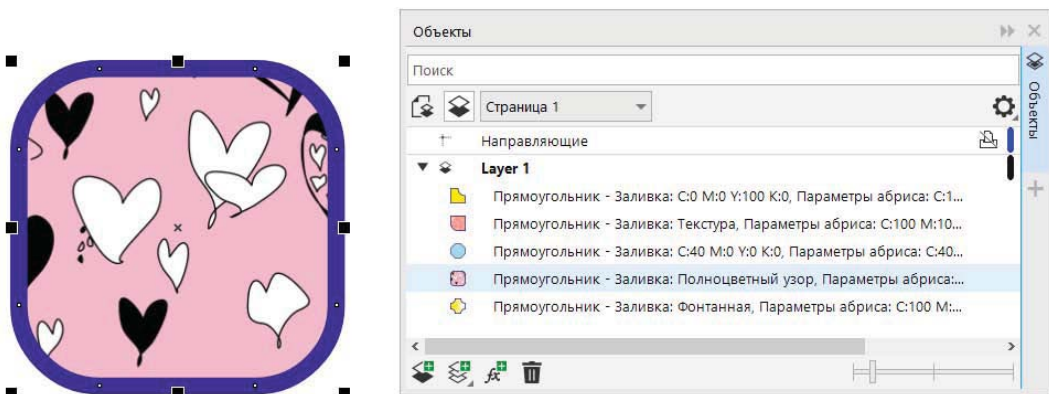 Объекты
Поиск
Страница 1
Направляющие
Layer 1
Прямоугольник - Заливка: C:0 M:0 Y:100 K:0, Параметры абриса: C:1...
Прямоугольник - Заливка: Текстура, Параметры абриса: C:100 M:10...
Прямоугольник - Заливка: C:40 M:0 Y:0 K:0, Параметры абриса: C:40...
Прямоугольник - Заливка: Полноцветный узор, Параметры абриса:...
Прямоугольник - Заливка: Фонтанная, Параметры абриса: C:100 M:...
Объекты